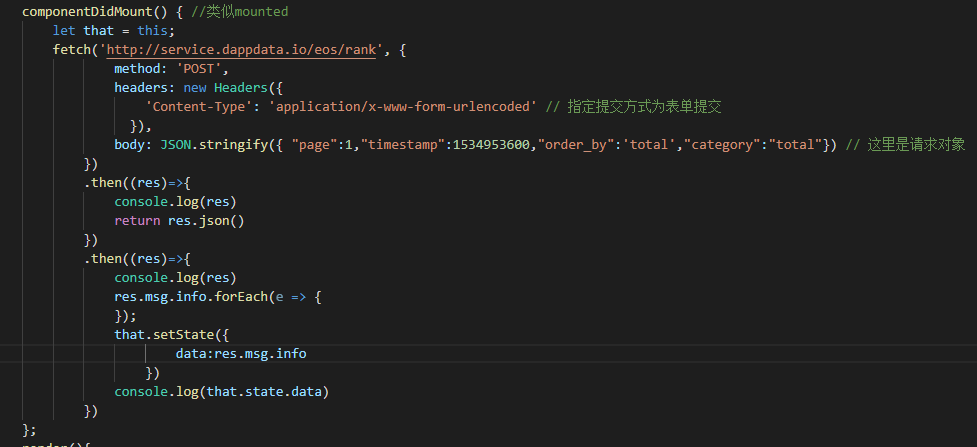 componentDidMount() { //类似mounted
let that = this;
fetch('http://service.dappdata.io/eos/rank', {
method: 'POST',
headers: new Headers({
'Content-Type': 'application/x-www-form-urlencoded' // 指定提交方式为表单提交
}),
body: JSON.stringify({ "page":1,"timestamp":1534953600,"order_by":'total',"category":"total"}) // 这里是请求对象
})
.then((res)=>{
console.log(res)
return res.json()
})
.then((res)=>{
console.log(res)
res.msg.info.forEach(e => {
});
that.setState({
data:res.msg.info
})
console.log(that.state.data)
})
};
render(){